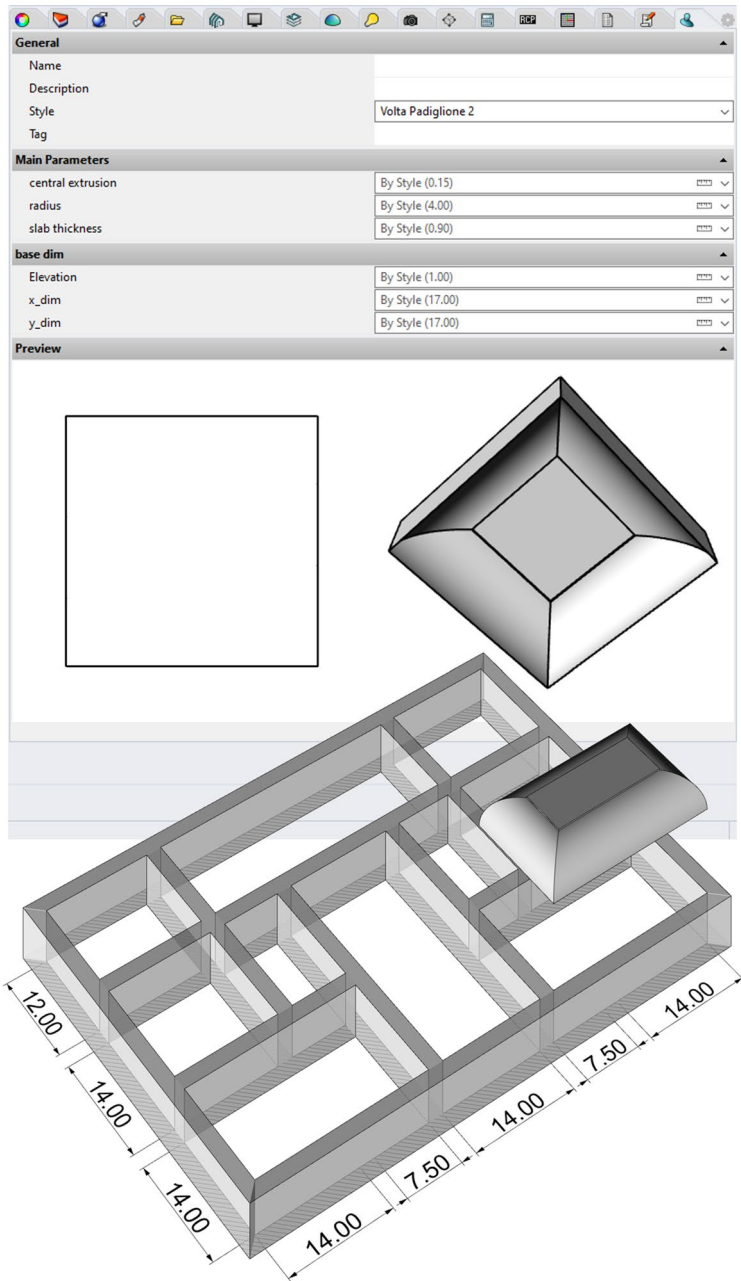 RCP
General
Name
Description
Style Volta Padiglione 2
Tag
Main Parameters
central extrusion By Style (0.15)
radius By Style (4.00)
slab thickness By Style (0.90)
base dim
Elevation By Style (1.00)
x_dim By Style (17.00)
y_dim By Style (17.00)
Preview
12.00
14.00
14.00
14.00
7.50
14.00
7.50
14.00